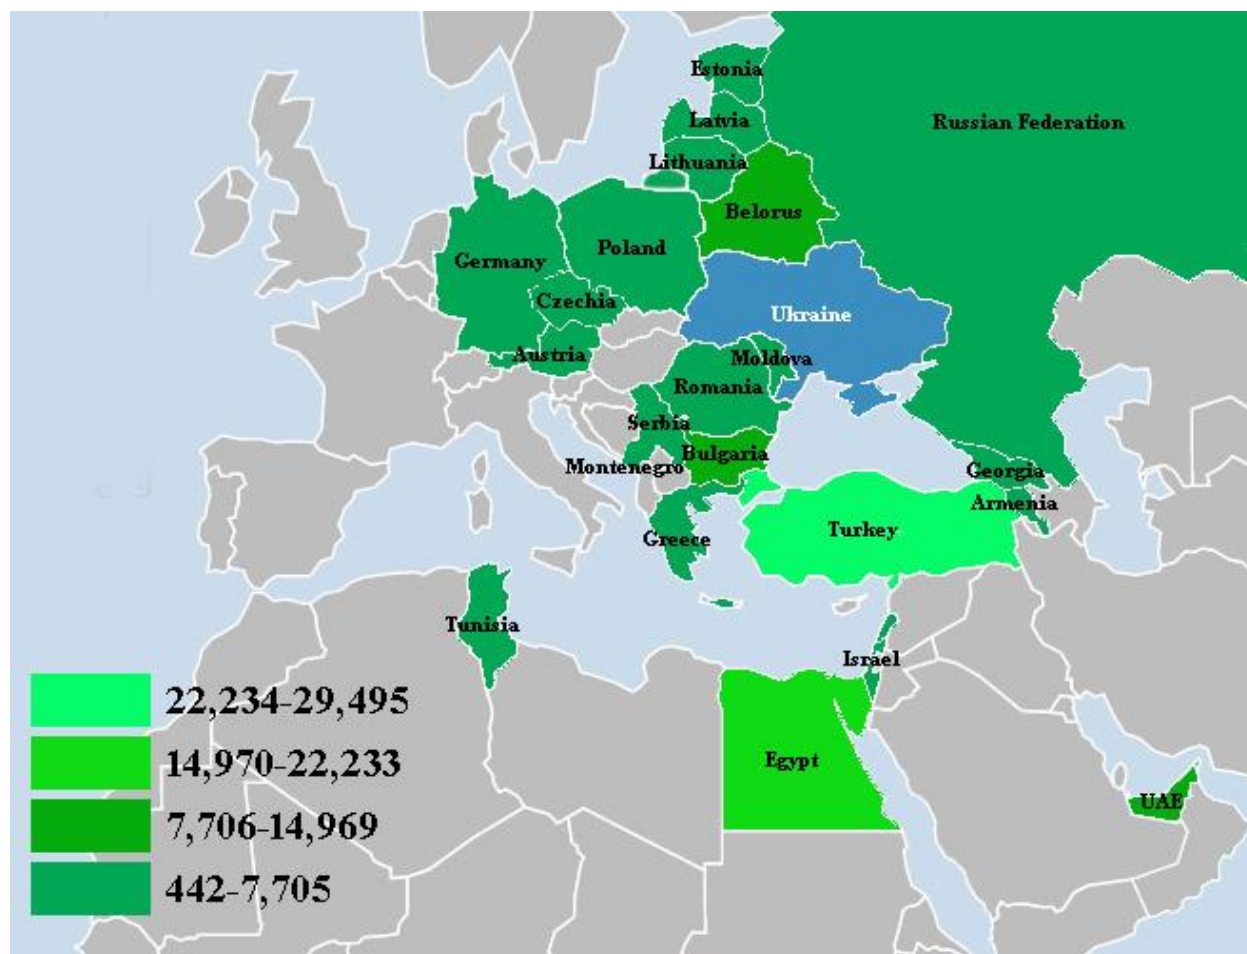 Estonia
Latvia
Russian Federation
Lithuania
Belorus
Poland
Germany
Czechia
Ukraine
Austria
Moldova
Romania
Serbia
Bulgaria
Montenegro
Georgia
Armenia
Turkey
Greece
Tunisia
Israel
Egypt
UAE
22,234-29,495
14,970-22,233
7,706-14,969
442-7,705